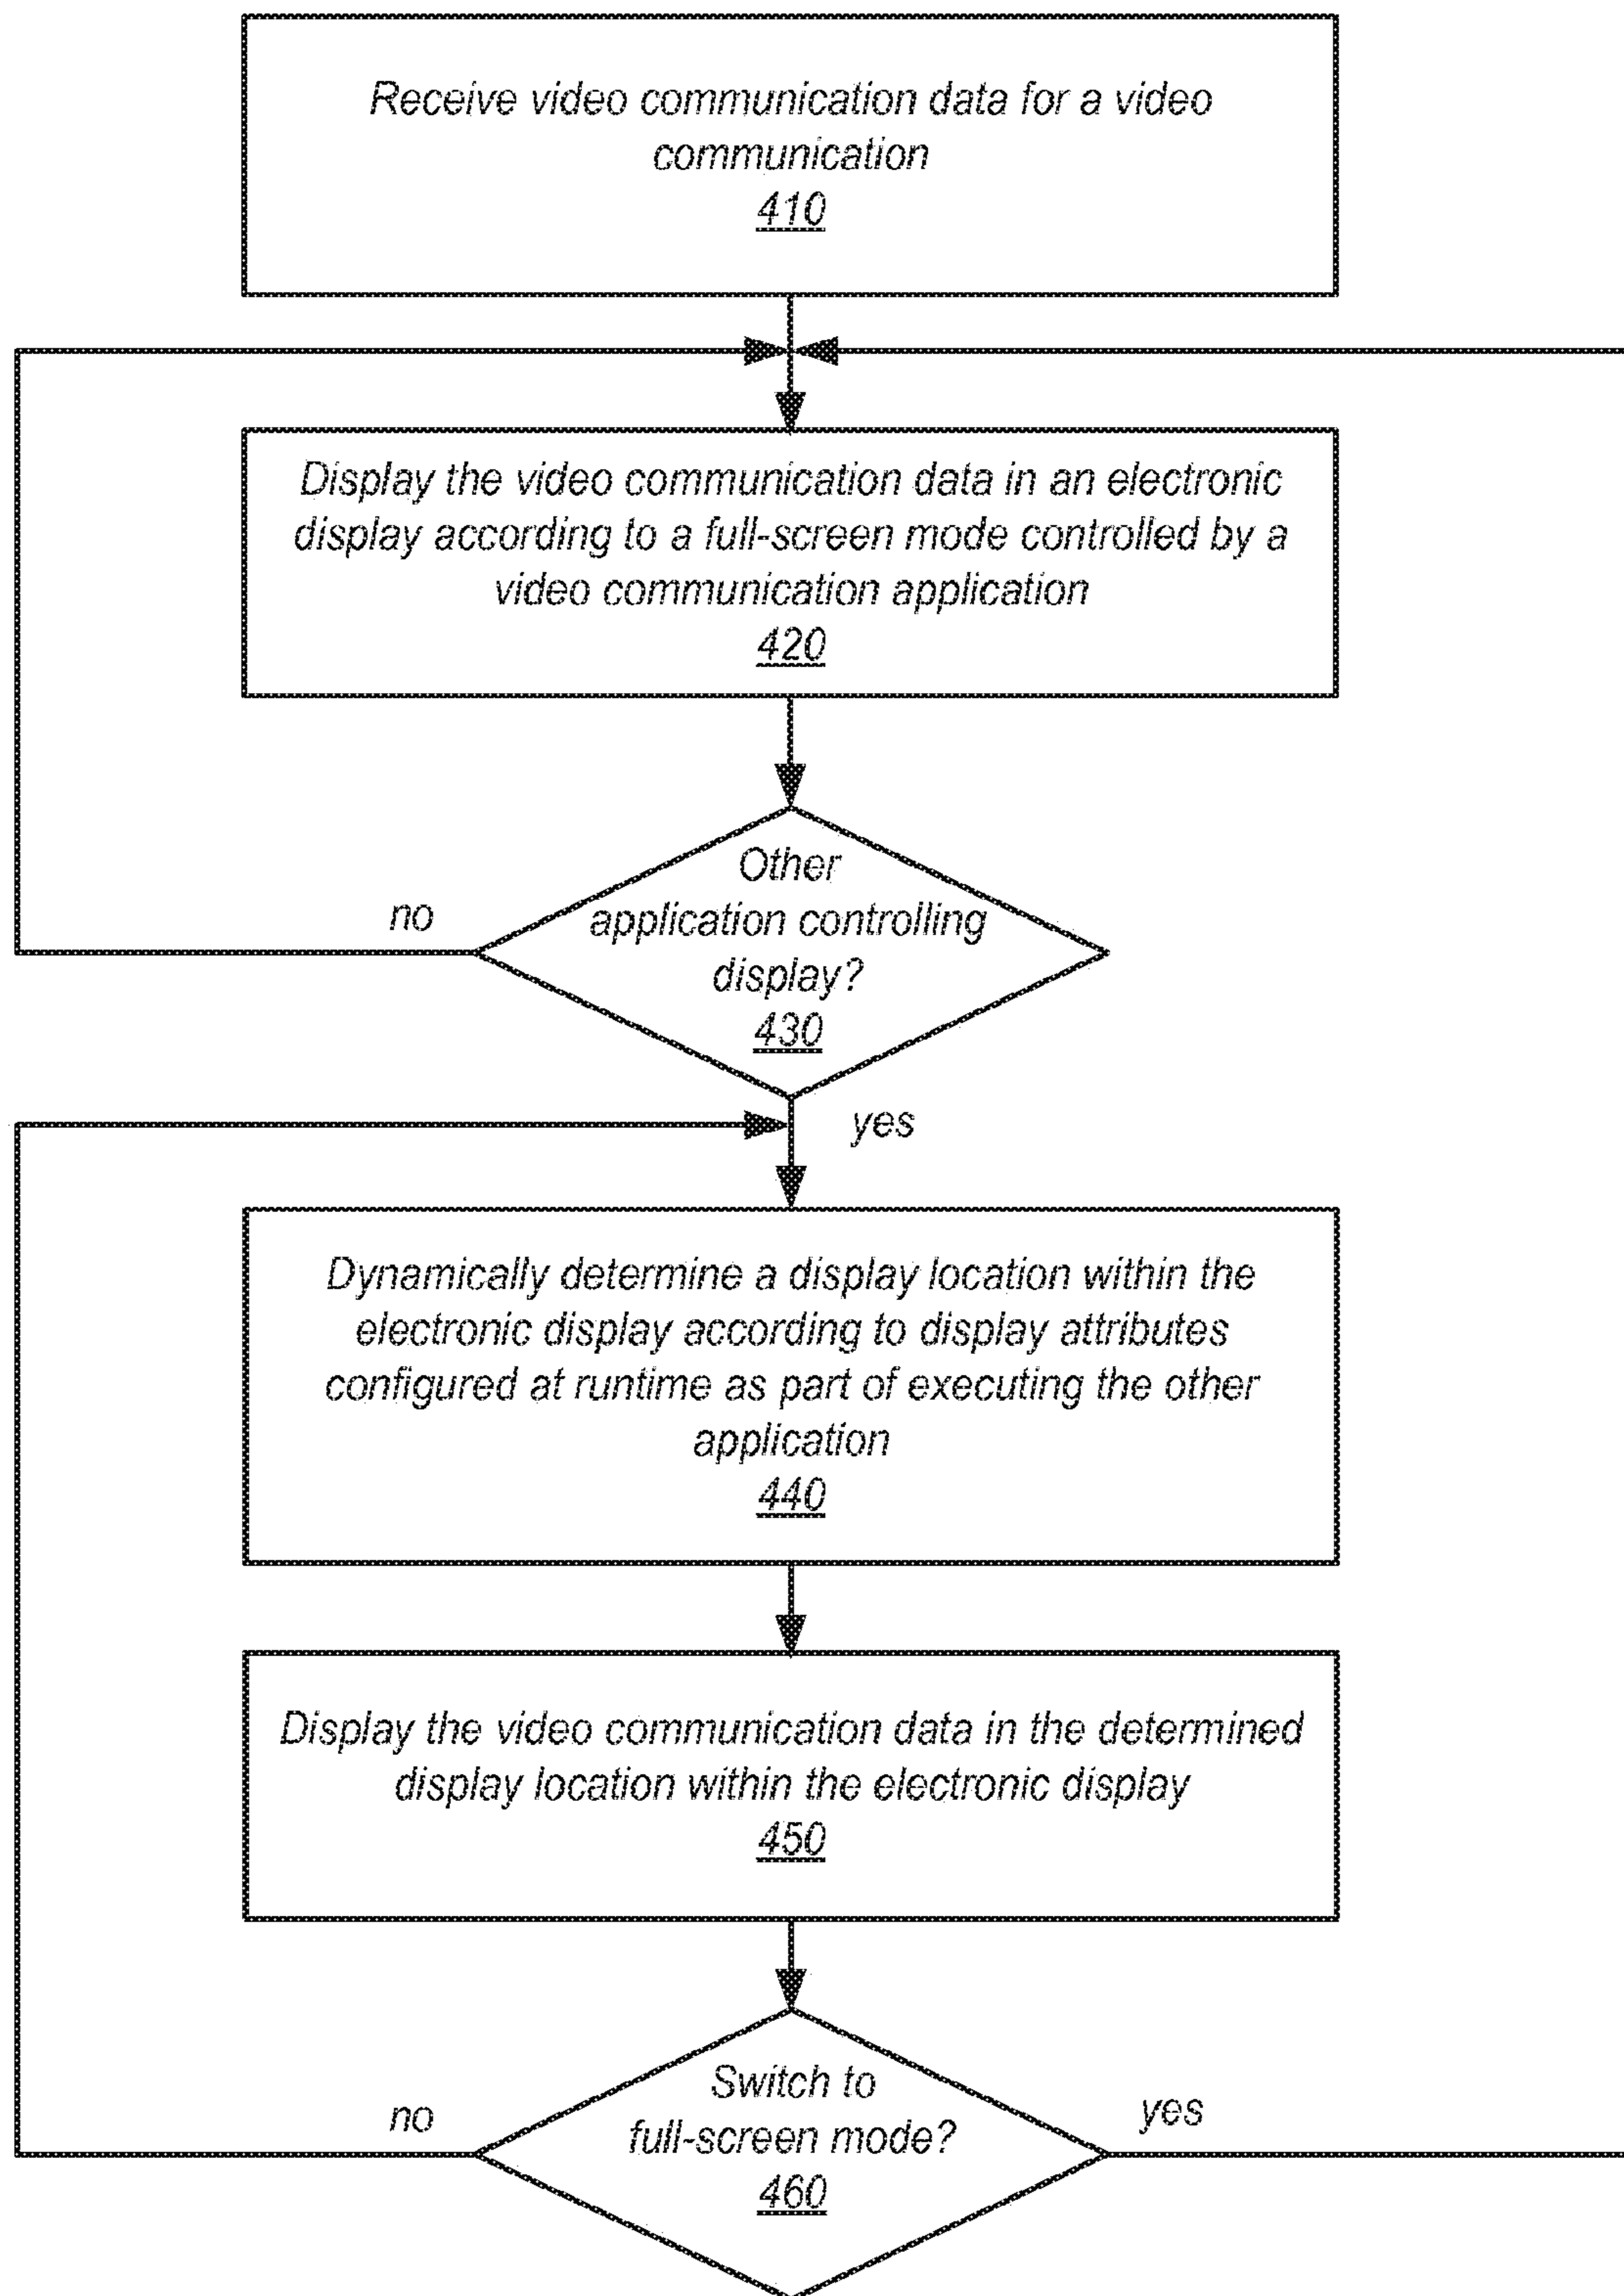 Receive video communication data for a video
communication
410
Display the video communication data in an electronic
display according to a full-screen mode controlled by a
video communication application
420
Other
application controlling
display?
430
no
yes
Dynamically determine a display location within the
electronic display according to display attributes
configured at runtime as part of executing the other
application
440
Display the video communication data in the determined
display location within the electronic display
450
Switch to
full-screen mode?
460
no
yes